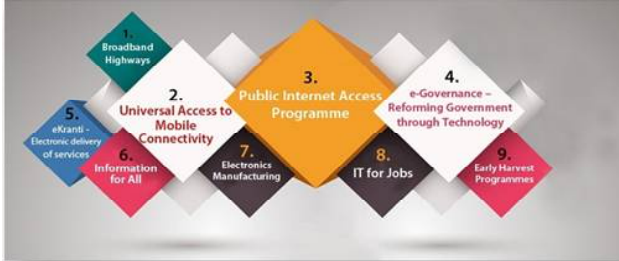 1.
Broadband
Highways
2.
Universal Access to
Mobile
Connectivity
3.
Public Internet Access
Programme
4.
e-Governance –
Reforming Government
through Technology
5.
eKranti -
Electronic delivery
of services
6.
Information
for All
7.
Electronics
Manufacturing
8.
IT for Jobs
9.
Early Harvest
Programmes